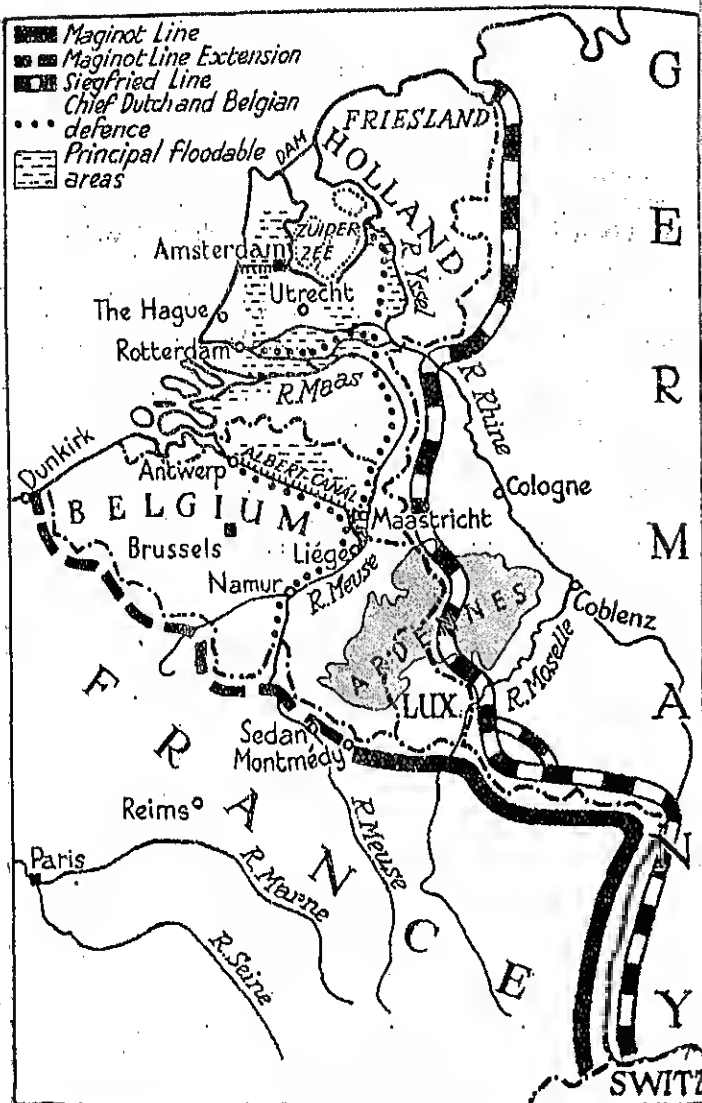 Maginot Line
Maginot Line Extension
Siegfried Line
Chief Dutch and Belgian
defence
Principal floodable
areas
GERMANY
FRIESLAND
DAM
HOLLAND
ZUIDER
ZEE
Amsterdam
R Yssel
Utrecht
The Hague
Rotterdam
R. Maas
R Rhine
Dunkirk
Antwerp
ALBERT CANAL
Cologne
BELGIUM
Maastricht
Brussels
Liége
Namur
R. Meuse
Coblenz
ARDENNES
R. Moselle
LUX.
FRANCE
Sedan
Montmédy
Reims
R. Meuse
Paris
R. Marne
R. Seine
SWITZ